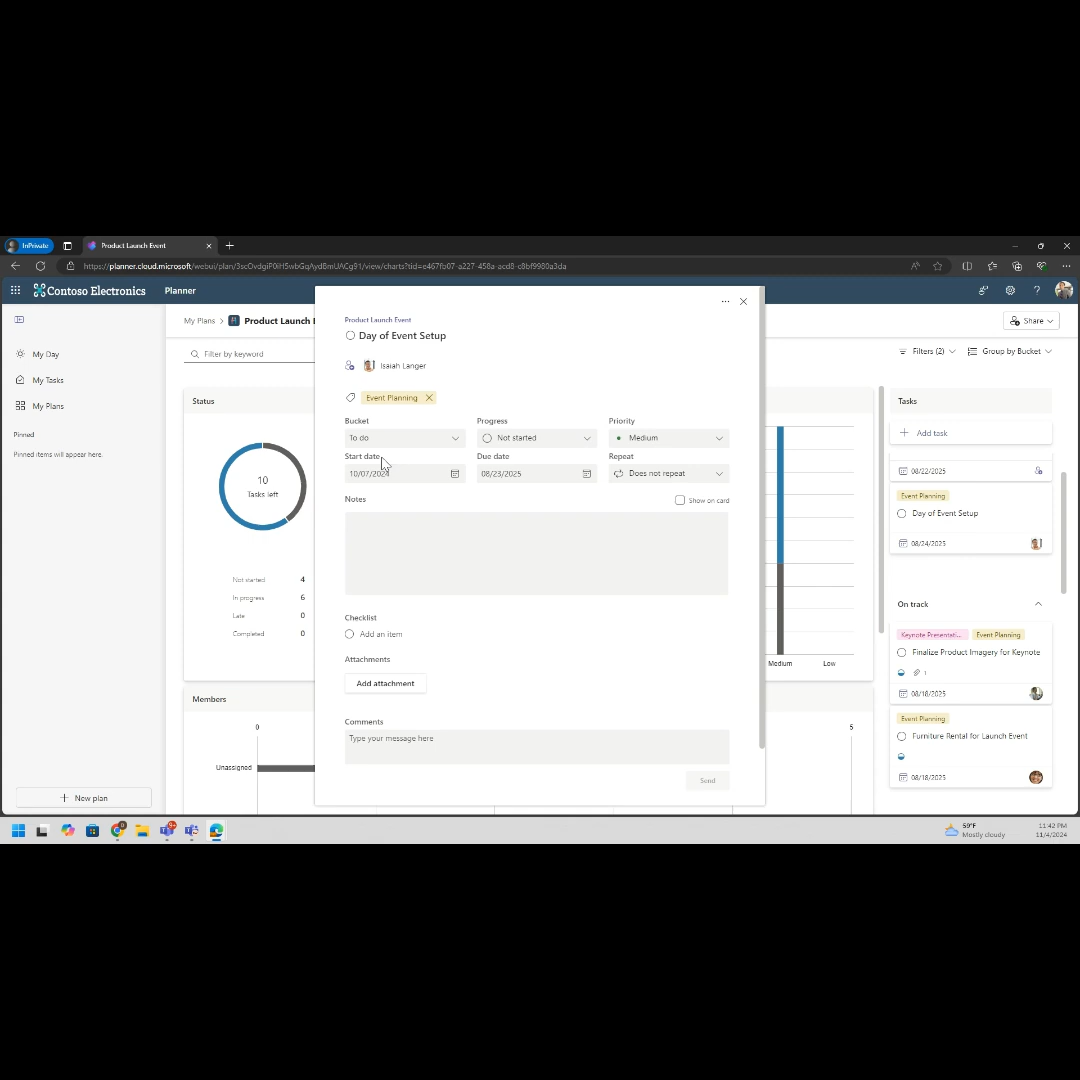 InPrivate
Product Launch Event
https://planner.cloud.microsoft/webui/plan/3scOvdgiP0iH5wbGqAydBmUACg91/view/charts?tid=e467fb07-a227-458a-acd8-c8bf9980a3da
Contoso Electronics
Planner
My Day
My Tasks
My Plans
Pinned
Pinned items will appear here.
New plan
My Plans > Product Launch
Share
Filter by keyword
Filters (2)
Group by Bucket
Status
10
Tasks left
Not started 4
In progress 6
Late 0
Completed 0
Members
0
Unassigned
Product Launch Event
Day of Event Setup
Isaiah Langer
Event Planning
Bucket
Progress
Priority
To do
Not started
Medium
Start date
Due date
Repeat
10/07/2024
08/23/2025
Does not repeat
Notes
Show on card
Checklist
Add an item
Attachments
Add attachment
Comments
Type your message here
Send
Medium
Low
5
Tasks
Add task
08/22/2025
Event Planning
Day of Event Setup
08/24/2025
On track
Keynote Presentati...
Event Planning
Finalize Product Imagery for Keynote
1
08/18/2025
Event Planning
Furniture Rental for Launch Event
08/18/2025
59°F
Mostly cloudy
11:42 PM
11/4/2024